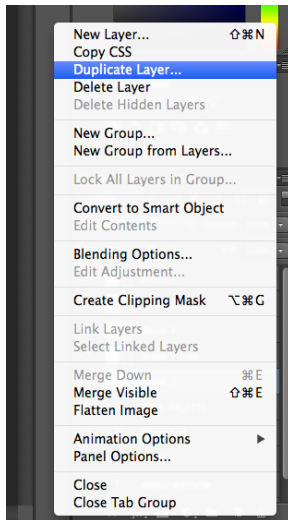 New Layer... ⇧⌘N
Copy CSS
Duplicate Layer...
Delete Layer
Delete Hidden Layers
New Group...
New Group from Layers...
Lock All Layers in Group...
Convert to Smart Object
Edit Contents
Blending Options...
Edit Adjustment...
Create Clipping Mask ⌥⌘G
Link Layers
Select Linked Layers
Merge Down ⌘E
Merge Visible ⇧⌘E
Flatten Image
Animation Options ▶
Panel Options...
Close
Close Tab Group